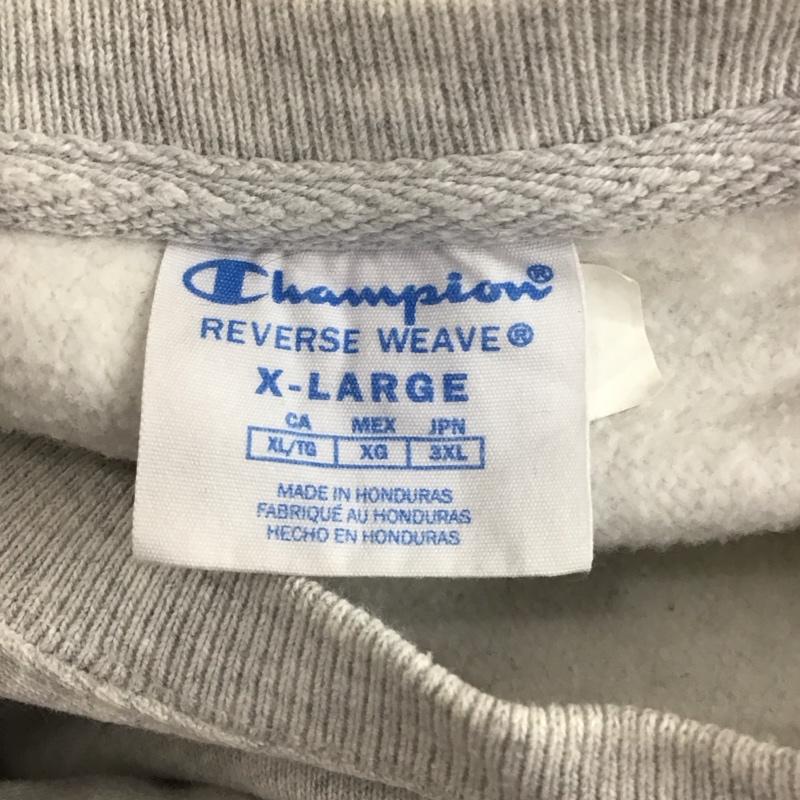 Champion®
REVERSE WEAVE®
X-LARGE
CA MEX JPN
XL/TG XG 3XL
MADE IN HONDURAS
FABRIQUÉ AU HONDURAS
HECHO EN HONDURAS